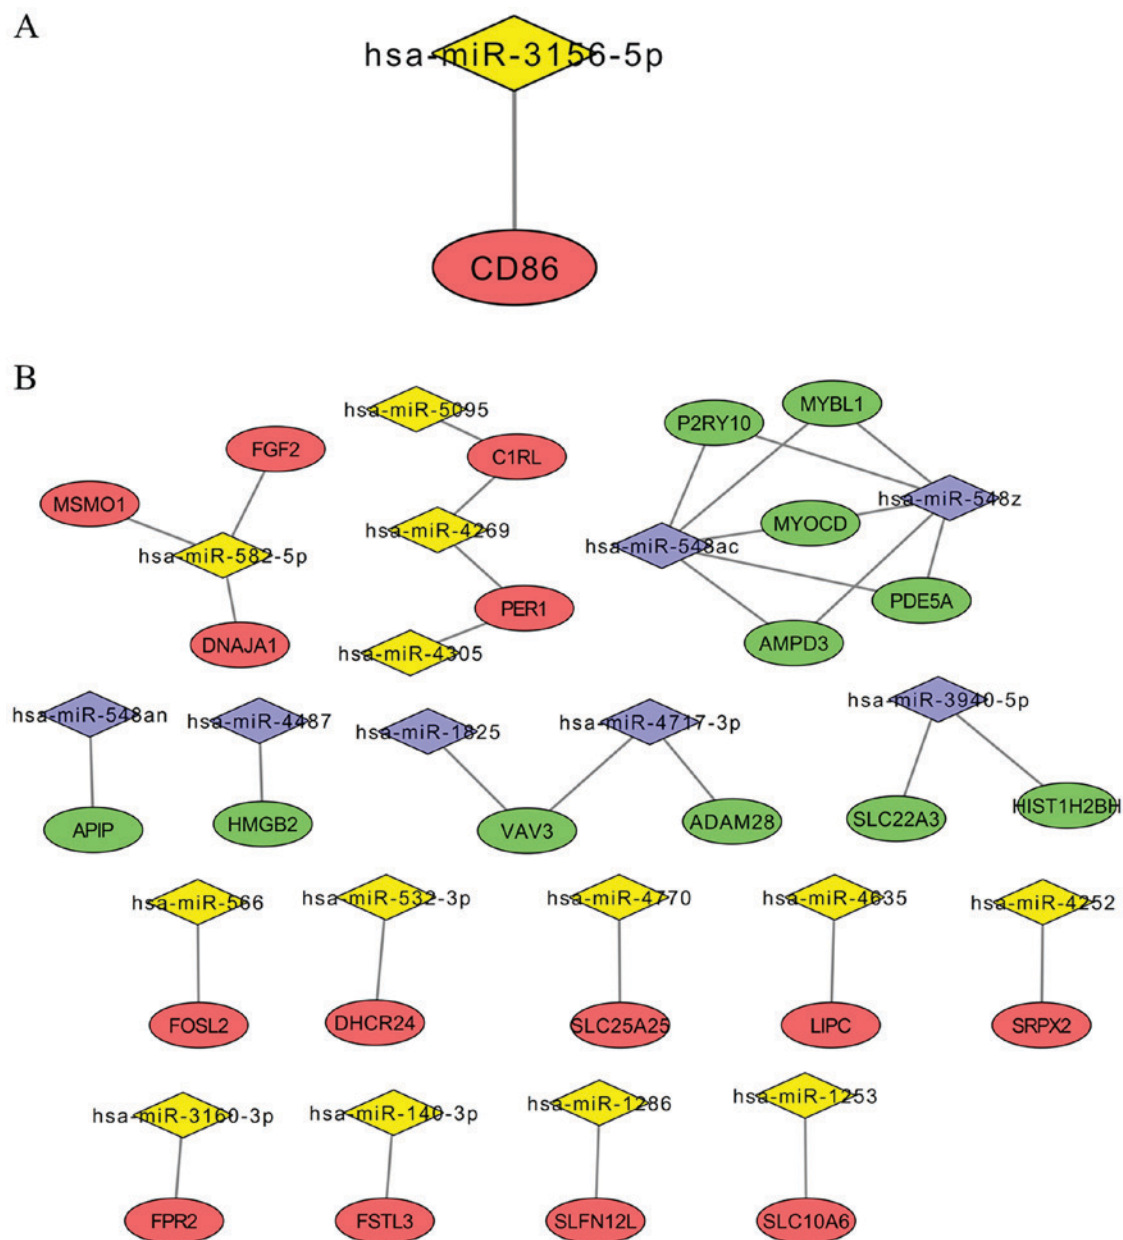 A
hsa-miR-3156-5p
CD86
B
hsa-miR-5095
MYBL1
P2RY10
FGF2
C1RL
MSMO1
hsa-miR-548z
hsa-miR-4269
MYOCD
hsa-miR-582-5p
hsa-miR-548ac
PER1
PDE5A
DNAJA1
hsa-miR-4305
AMPD3
hsa-miR-548an
hsa-miR-4487
hsa-miR-1825
hsa-miR-4717-3p
hsa-miR-3940-5p
APIP
HMGB2
VAV3
ADAM28
SLC22A3
HIST1H2BH
hsa-miR-566
hsa-miR-532-3p
hsa-miR-4770
hsa-miR-4635
hsa-miR-4252
FOSL2
DHCR24
SLC25A25
LIPC
SRPX2
hsa-miR-3160-3p
hsa-miR-140-3p
hsa-miR-1286
hsa-miR-1253
FPR2
FSTL3
SLFN12L
SLC10A6